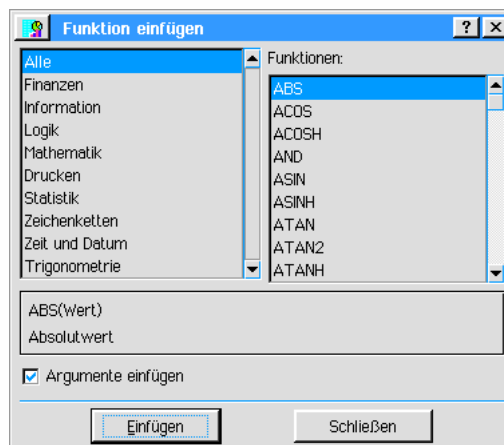 Funktion einfügen
Alle
Finanzen
Information
Logik
Mathematik
Drucken
Statistik
Zeichenketten
Zeit und Datum
Trigonometrie
Funktionen:
ABS
ACOS
ACOSH
AND
ASIN
ASINH
ATAN
ATAN2
ATANH
ABS(Wert)
Absolutwert
Argumente einfügen
Einfügen
Schließen